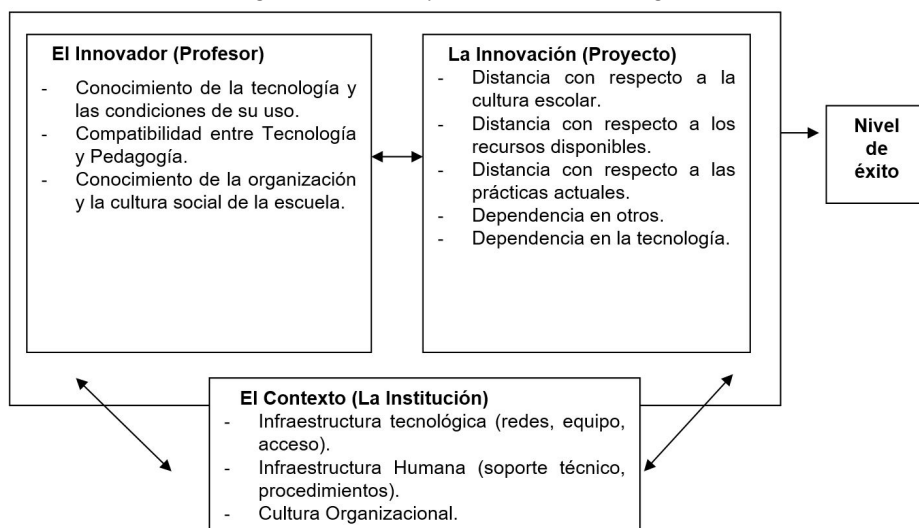 El Innovador (Profesor)
- Conocimiento de la tecnología y
las condiciones de su uso.
- Compatibilidad entre Tecnología
y Pedagogía.
- Conocimiento de la organización
y la cultura social de la escuela.
La Innovación (Proyecto)
- Distancia con respecto a la
cultura escolar.
- Distancia con respecto a los
recursos disponibles.
- Distancia con respecto a las
prácticas actuales.
- Dependencia en otros.
- Dependencia en la tecnología.
Nivel
de
éxito
El Contexto (La Institución)
- Infraestructura tecnológica (redes, equipo,
acceso).
- Infraestructura Humana (soporte técnico,
procedimientos).
- Cultura Organizacional.